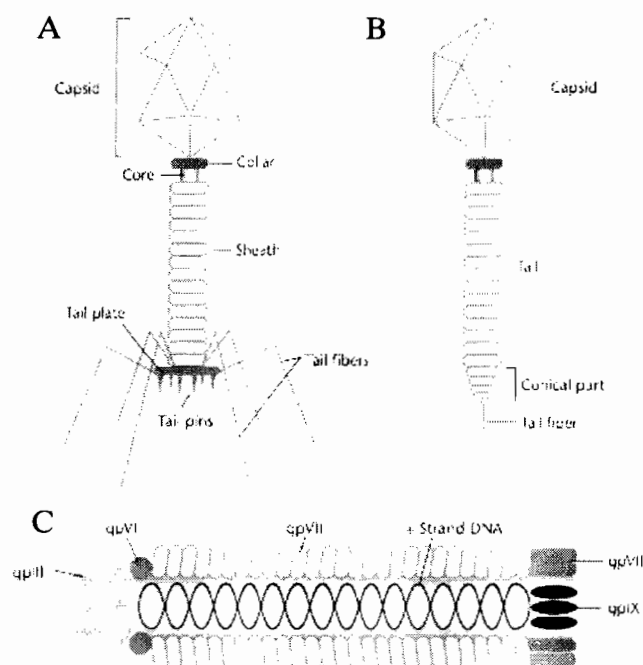 A
B
Capsid
Capsid
Collar
Core
Sheath
Tail
Tail plate
Tail fibers
Conical part
Tail pins
Tail fiber
C
gpVI
gpVII
+ Strand DNA
gpIII
gpVII
gpIX